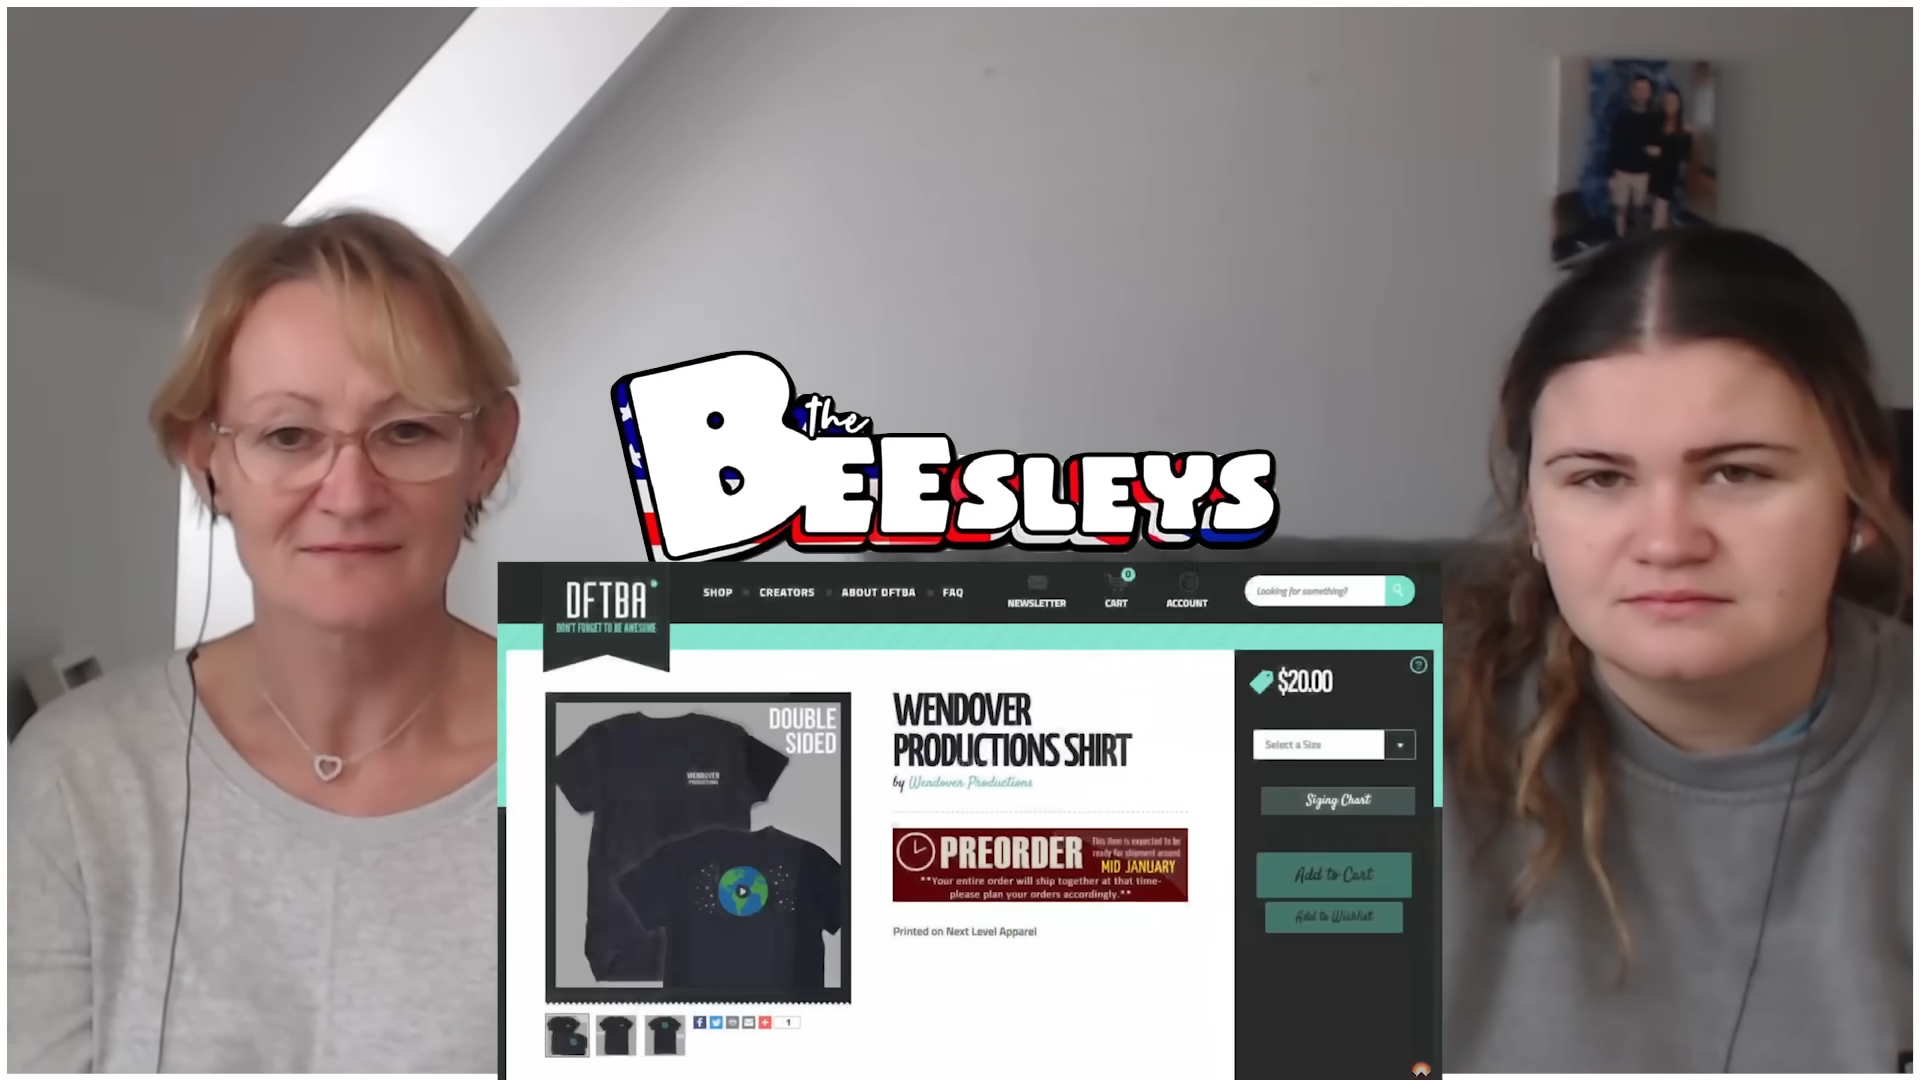 the
BEESLEYS
DFTBA
DON'T FORGET TO BE AWESOME
SHOP
CREATORS
ABOUT DFTBA
FAQ
NEWSLETTER
0
CART
ACCOUNT
Looking for something?
DOUBLE
SIDED
WENDOVER
PRODUCTIONS
WENDOVER
PRODUCTIONS SHIRT
by Wendover Productions
PREORDER
This item is expected to be
ready for shipment around
MID JANUARY
**Your entire order will ship together at that time-
please plan your orders accordingly.**
Printed on Next Level Apparel
1
?
$20.00
Select a Size
Sizing Chart
Add to Cart
Add to Wishlist